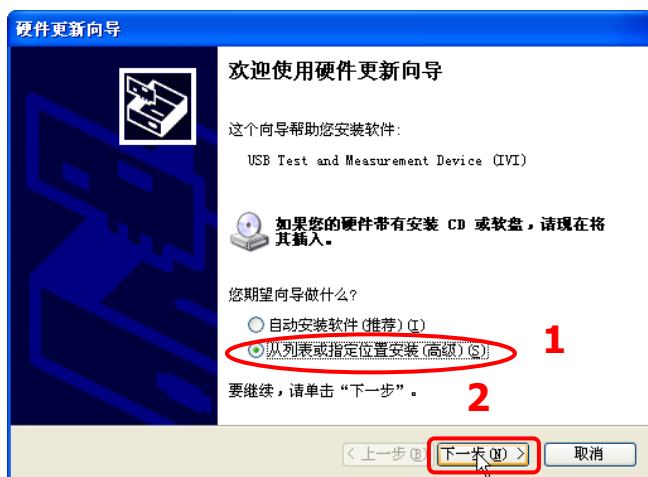 硬件更新向导
欢迎使用硬件更新向导
这个向导帮助您安装软件:
USB Test and Measurement Device (IVI)
如果您的硬件带有安装 CD 或软盘，请现在将
其插入。
您期望向导做什么?
自动安装软件(推荐)(I)
从列表或指定位置安装(高级)(S)
1
要继续，请单击“下一步”。
2
< 上一步(B)
下一步(N) >
取消